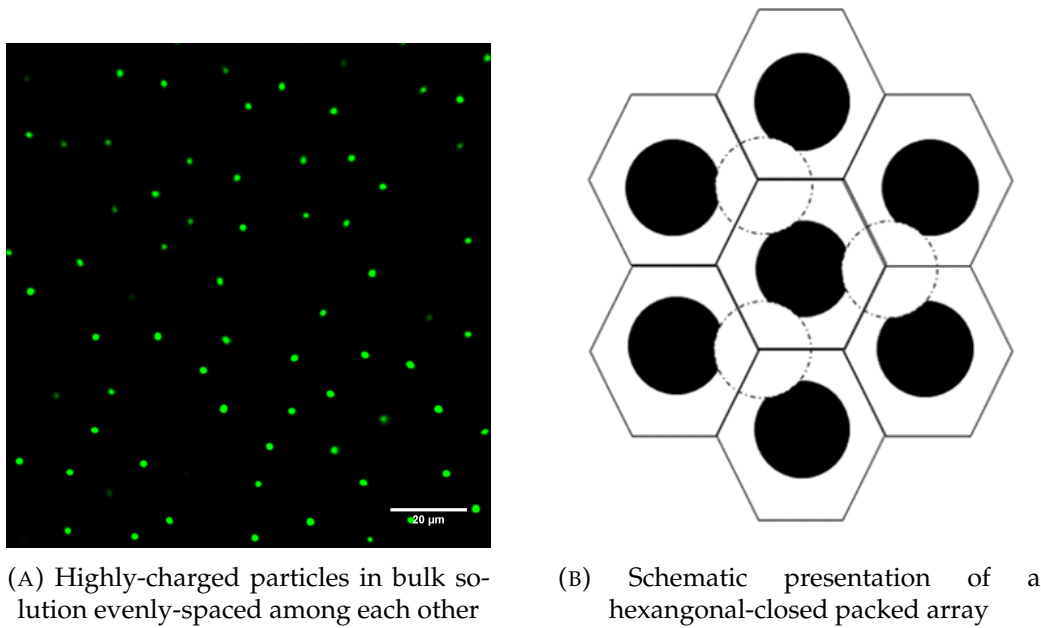 20 µm
(A) Highly-charged particles in bulk so-
lution evenly-spaced among each other
(B) Schematic presentation of a
hexangonal-closed packed array